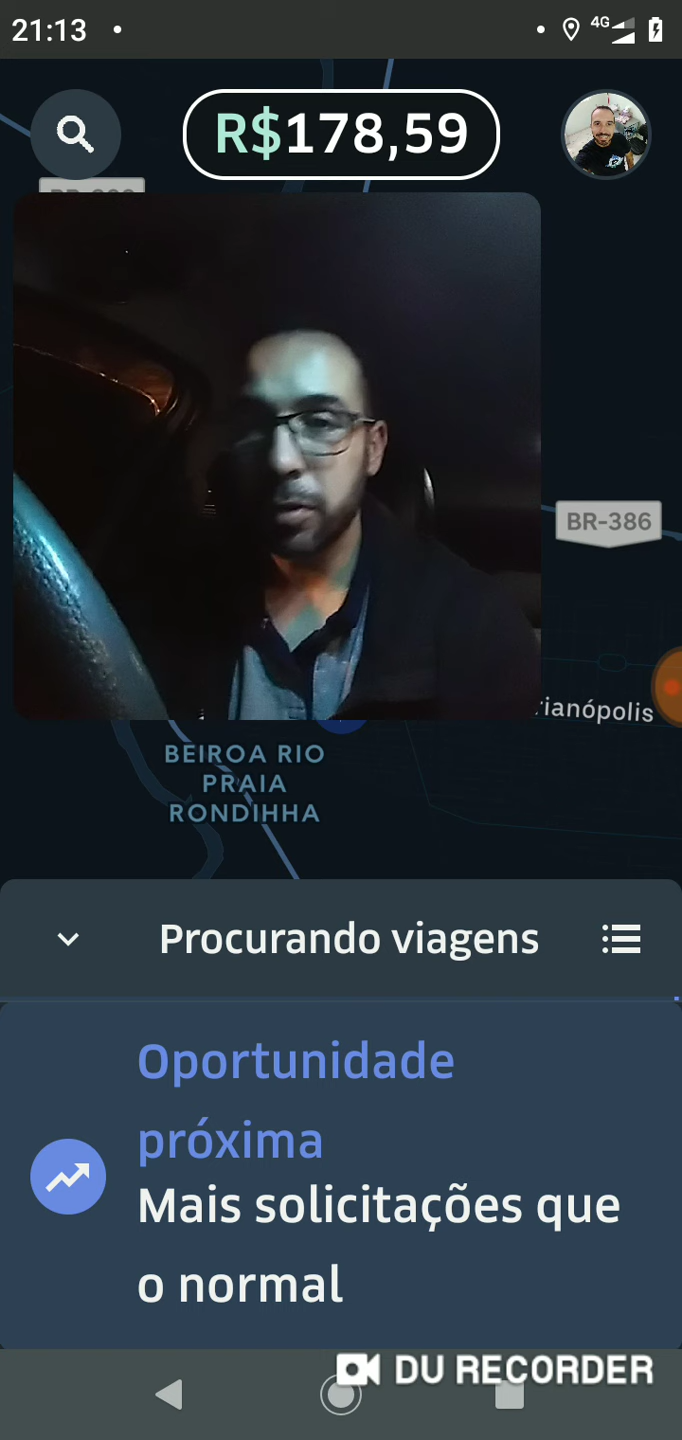 21:13
4G
R$178,59
BR-386
rianópolis
BEIROA RIO
PRAIA
RONDIHHA
Procurando viagens
Oportunidade
próxima
Mais solicitações que
o normal
DU RECORDER